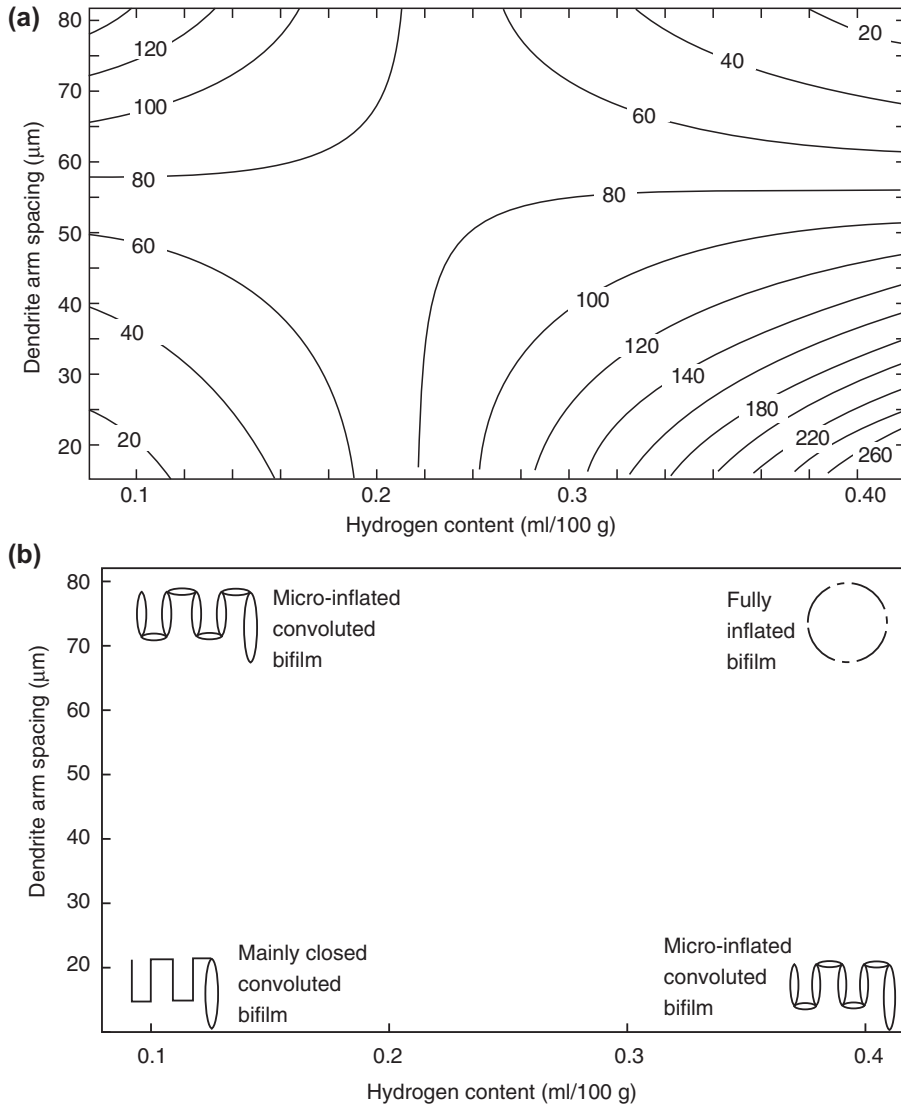 (a)
80
70
60
50
40
30
20
Dendrite arm spacing (μm)
120
100
80
60
40
20
20
40
60
80
100
120
140
180
220
260
0.1
0.2
0.3
0.40
Hydrogen content (ml/100 g)
(b)
80
70
60
50
40
30
20
Dendrite arm spacing (μm)
Micro-inflated
convoluted
bifilm
Fully
inflated
bifilm
Mainly closed
convoluted
bifilm
Micro-inflated
convoluted
bifilm
0.1
0.2
0.3
0.4
Hydrogen content (ml/100 g)